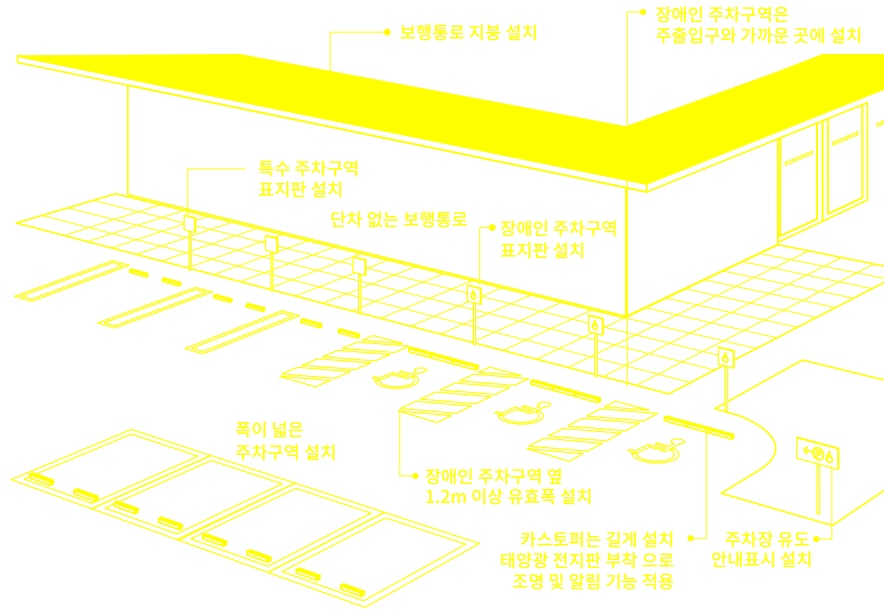 보행통로 지붕 설치
장애인 주차구역은
주출입구와 가까운 곳에 설치
특수 주차구역
표지판 설치
단차 없는 보행통로
장애인 주차구역
표지판 설치
폭이 넓은
주차구역 설치
장애인 주차구역 옆
1.2m 이상 유효폭 설치
카스토퍼는 길게 설치
태양광 전지판 부착 으로
조명 및 알림 기능 적용
주차장 유도
안내표시 설치
P